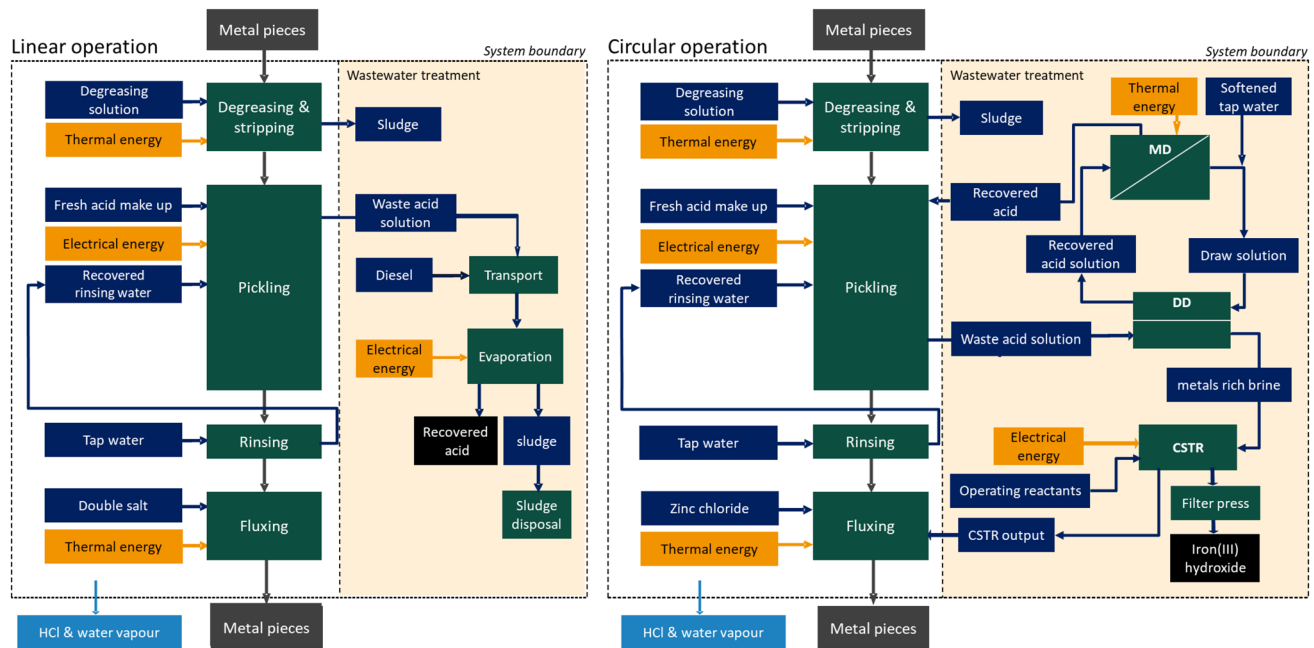 Linear operation
Metal pieces
System boundary
Wastewater treatment
Degreasing
solution
Thermal energy
Degreasing &
stripping
Sludge
Fresh acid make up
Electrical energy
Recovered
rinsing water
Pickling
Waste acid
solution
Diesel
Transport
Electrical
energy
Evaporation
Recovered
acid
sludge
Sludge
disposal
Tap water
Rinsing
Double salt
Thermal energy
Fluxing
HCl & water vapour
Metal pieces
Circular operation
Metal pieces
System boundary
Wastewater treatment
Degreasing
solution
Thermal energy
Degreasing &
stripping
Sludge
Thermal
energy
Softened
tap water
MD
Fresh acid make up
Electrical energy
Recovered
rinsing water
Pickling
Recovered
acid
Recovered
acid solution
Draw solution
DD
Waste acid solution
metals rich brine
Tap water
Rinsing
Electrical
energy
CSTR
Operating reactants
Filter press
Zinc chloride
Thermal energy
Fluxing
CSTR output
Iron(III)
hydroxide
HCl & water vapour
Metal pieces